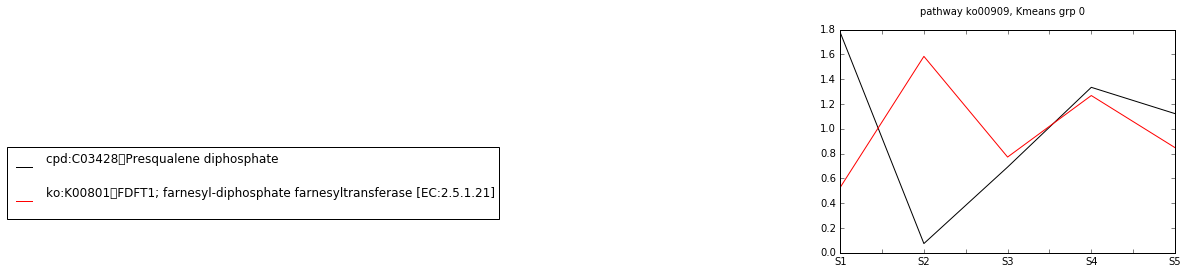 pathway ko00909, Kmeans grp 0
1.8
1.6
1.4
1.2
1.0
0.8
0.6
0.4
0.2
0.0
S1 S2 S3 S4 S5
cpd:C03428▯Presqualene diphosphate
ko:K00801▯FDFT1; farnesyl-diphosphate farnesyltransferase [EC:2.5.1.21]